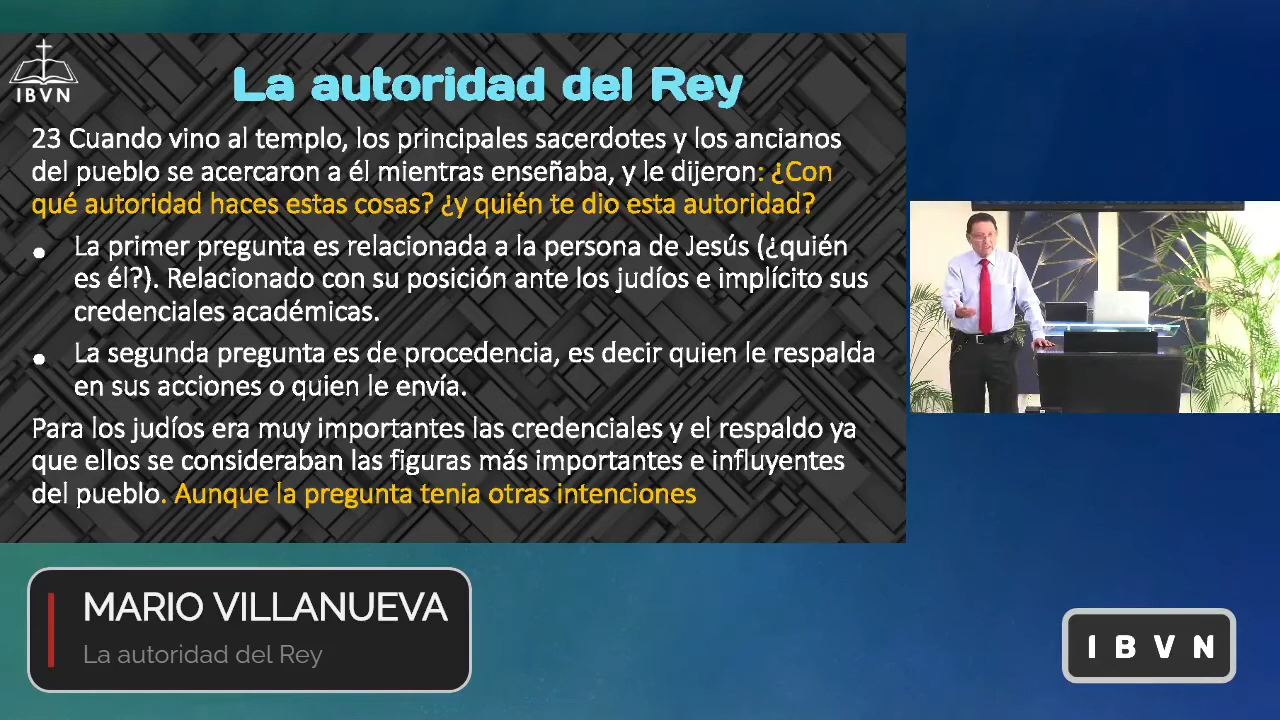 IBVN
La autoridad del Rey
23 Cuando vino al templo, los principales sacerdotes y los ancianos
del pueblo se acercaron a él mientras enseñaba, y le dijeron: ¿Con
qué autoridad haces estas cosas? ¿y quién te dio esta autoridad?
• La primer pregunta es relacionada a la persona de Jesús (¿quién
es él?). Relacionado con su posición ante los judíos e implícito sus
credenciales académicas.
• La segunda pregunta es de procedencia, es decir quien le respalda
en sus acciones o quien le envía.
Para los judíos era muy importantes las credenciales y el respaldo ya
que ellos se consideraban las figuras más importantes e influyentes
del pueblo. Aunque la pregunta tenia otras intenciones
MARIO VILLANUEVA
La autoridad del Rey
IBVN